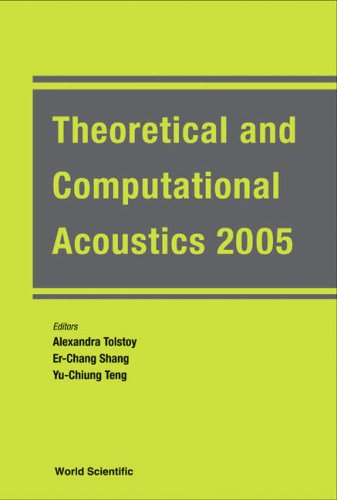 Theoretical and
Computational
Acoustics 2005
Editors
Alexandra Tolstoy
Er-Chang Shang
Yu-Chiung Teng
World Scientific